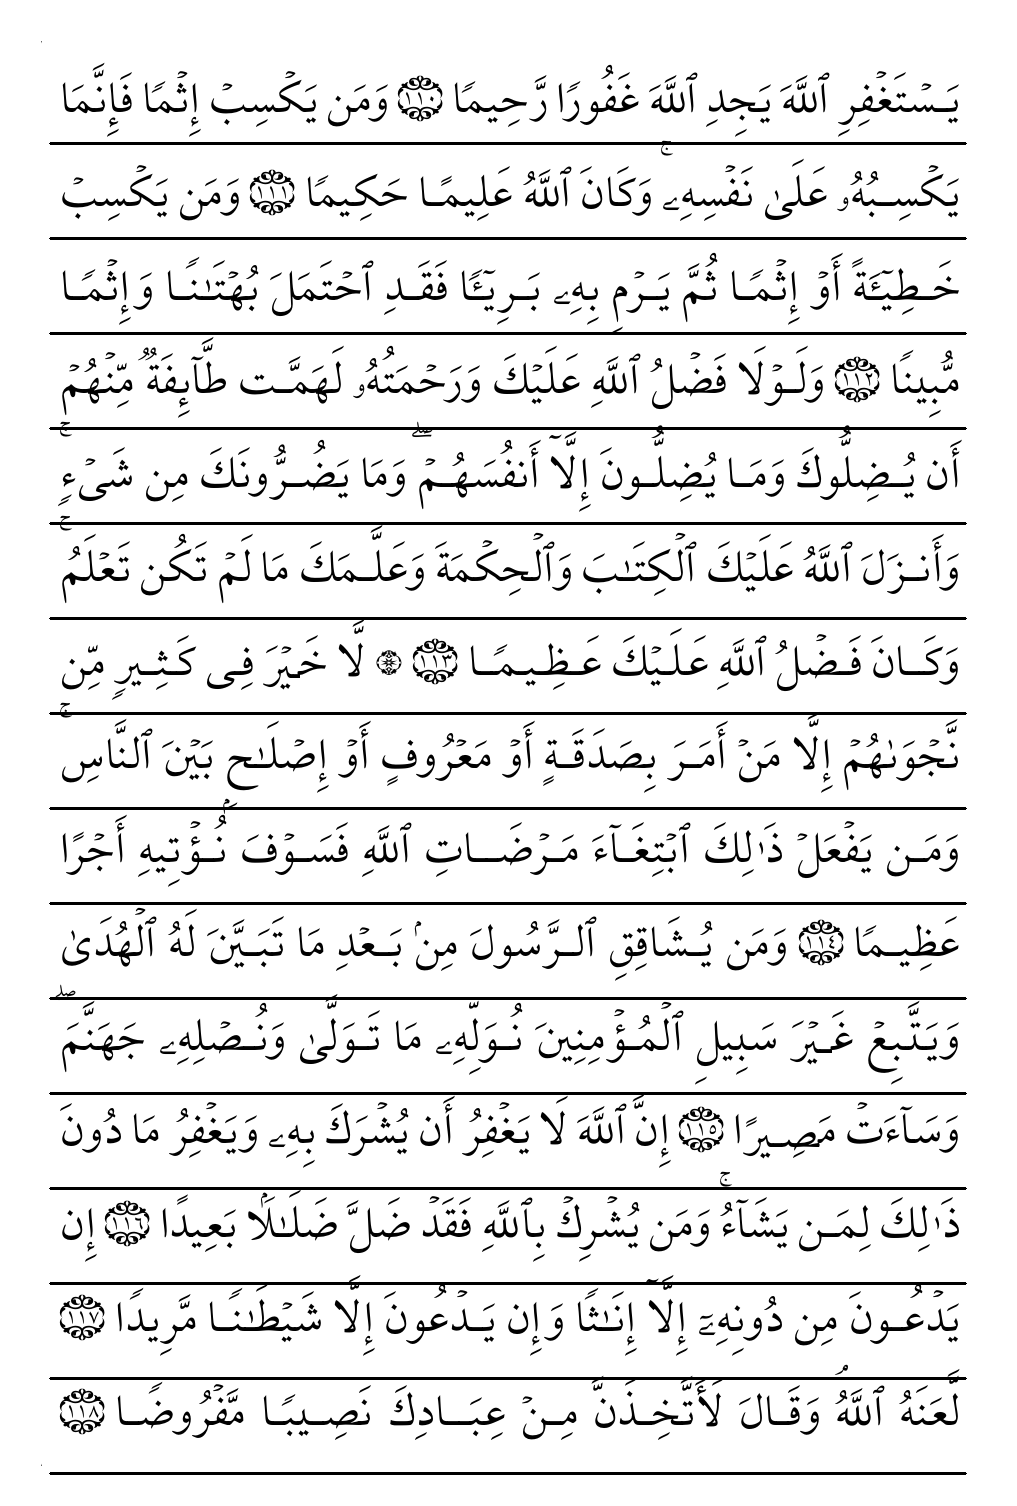 يَسۡتَغۡفِرِ ٱللَّهَ يَجِدِ ٱللَّهَ غَفُورٗا رَّحِيمٗا ١١٠ وَمَن يَكۡسِبۡ إِثۡمٗا فَإِنَّمَا
يَكۡسِبُهُۥ عَلَىٰ نَفۡسِهِۦۚ وَكَانَ ٱللَّهُ عَلِيمًا حَكِيمٗا ١١١ وَمَن يَكۡسِبۡ
خَطِيٓـَٔةً أَوۡ إِثۡمٗا ثُمَّ يَرۡمِ بِهِۦ بَرِيٓـٔٗا فَقَدِ ٱحۡتَمَلَ بُهۡتَٰنٗا وَإِثۡمٗا
مُّبِينٗا ١١٢ وَلَوۡلَا فَضۡلُ ٱللَّهِ عَلَيۡكَ وَرَحۡمَتُهُۥ لَهَمَّت طَّآئِفَةٞ مِّنۡهُمۡ
أَن يُضِلُّوكَ وَمَا يُضِلُّونَ إِلَّآ أَنفُسَهُمۡۖ وَمَا يَضُرُّونَكَ مِن شَيۡءٖۚ
وَأَنزَلَ ٱللَّهُ عَلَيۡكَ ٱلۡكِتَٰبَ وَٱلۡحِكۡمَةَ وَعَلَّمَكَ مَا لَمۡ تَكُن تَعۡلَمُۚ
وَكَانَ فَضۡلُ ٱللَّهِ عَلَيۡكَ عَظِيمٗا ١١٣ ۞ لَّا خَيۡرَ فِي كَثِيرٖ مِّن
نَّجۡوَىٰهُمۡ إِلَّا مَنۡ أَمَرَ بِصَدَقَةٍ أَوۡ مَعۡرُوفٍ أَوۡ إِصۡلَٰحِۭ بَيۡنَ ٱلنَّاسِۚ
وَمَن يَفۡعَلۡ ذَٰلِكَ ٱبۡتِغَآءَ مَرۡضَاتِ ٱللَّهِ فَسَوۡفَ نُؤۡتِيهِ أَجۡرًا
عَظِيمٗا ١١٤ وَمَن يُشَاقِقِ ٱلرَّسُولَ مِنۢ بَعۡدِ مَا تَبَيَّنَ لَهُ ٱلۡهُدَىٰ
وَيَتَّبِعۡ غَيۡرَ سَبِيلِ ٱلۡمُؤۡمِنِينَ نُوَلِّهِۦ مَا تَوَلَّىٰ وَنُصۡلِهِۦ جَهَنَّمَۖ
وَسَآءَتۡ مَصِيرًا ١١٥ إِنَّ ٱللَّهَ لَا يَغۡفِرُ أَن يُشۡرَكَ بِهِۦ وَيَغۡفِرُ مَا دُونَ
ذَٰلِكَ لِمَن يَشَآءُۚ وَمَن يُشۡرِكۡ بِٱللَّهِ فَقَدۡ ضَلَّ ضَلَٰلَۢا بَعِيدًا ١١٦ إِن
يَدۡعُونَ مِن دُونِهِۦٓ إِلَّآ إِنَٰثٗا وَإِن يَدۡعُونَ إِلَّا شَيۡطَٰنٗا مَّرِيدٗا ١١٧
لَّعَنَهُ ٱللَّهُۘ وَقَالَ لَأَتَّخِذَنَّ مِنۡ عِبَادِكَ نَصِيبٗا مَّفۡرُوضٗا ١١٨